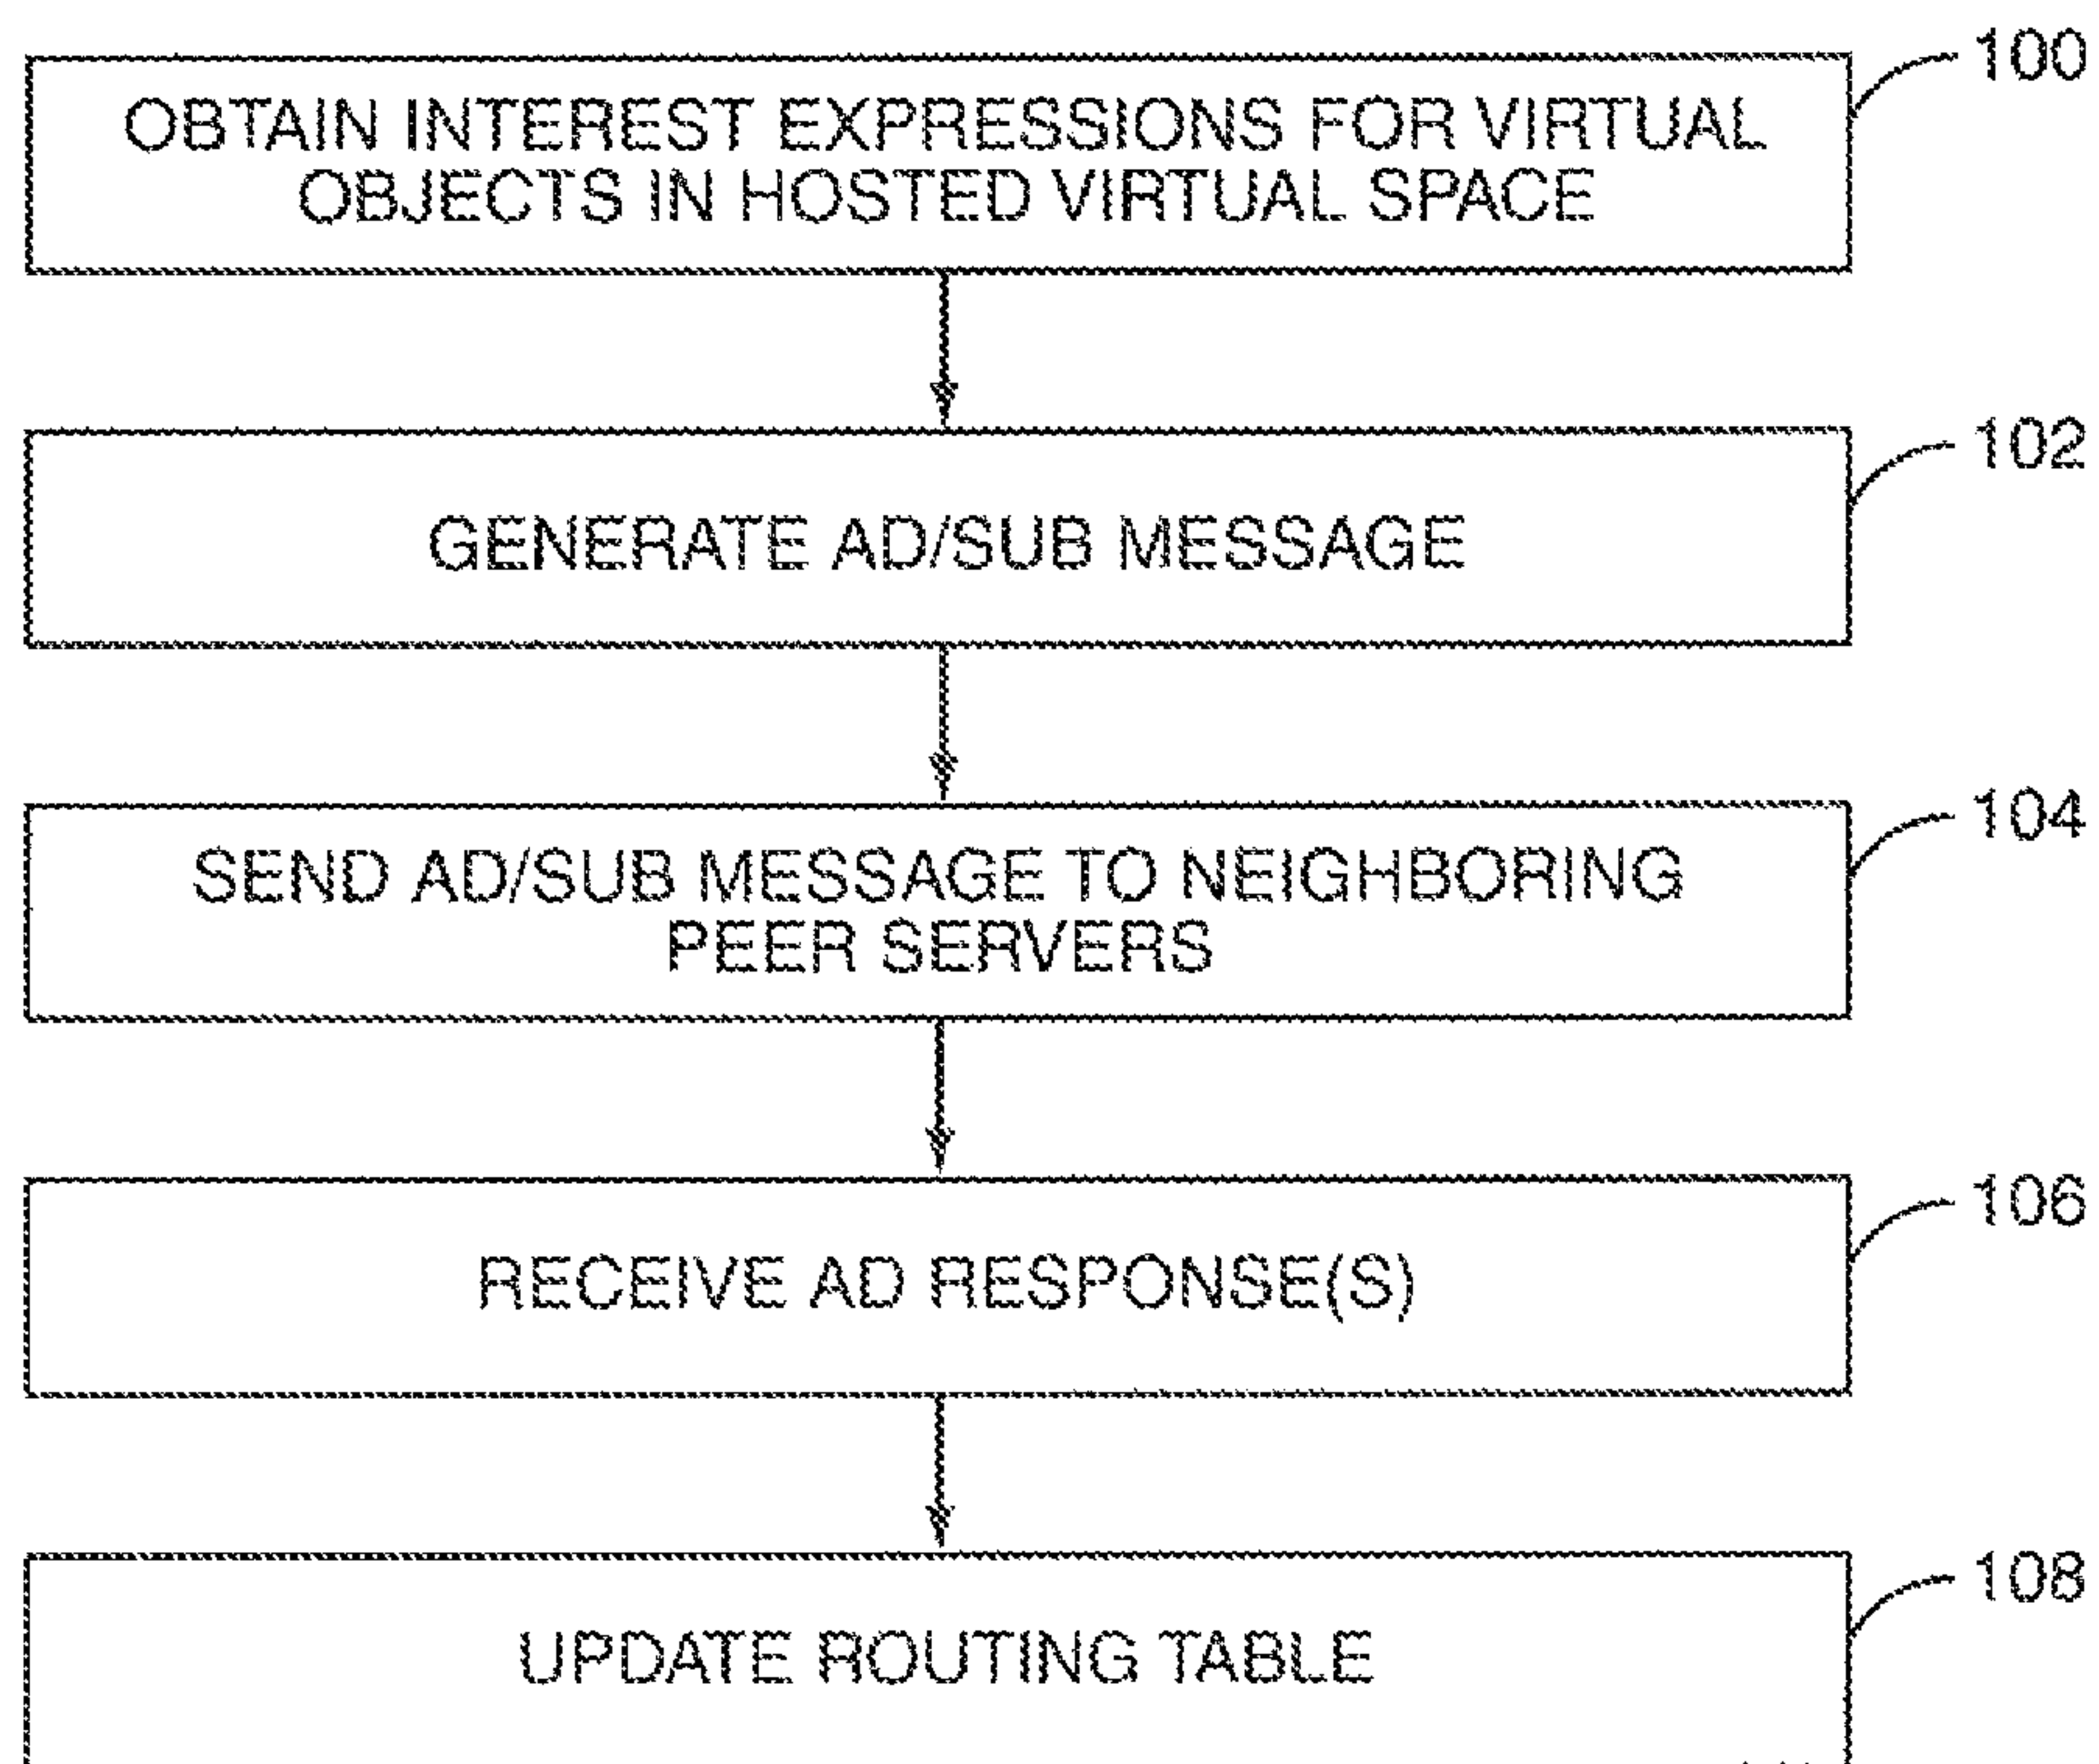 100
OBTAIN INTEREST EXPRESSIONS FOR VIRTUAL
OBJECTS IN HOSTED VIRTUAL SPACE
102
GENERATE AD/SUB MESSAGE
104
SEND AD/SUB MESSAGE TO NEIGHBORING
PEER SERVERS
106
RECEIVE AD RESPONSE(S)
108
UPDATE ROUTING TABLE